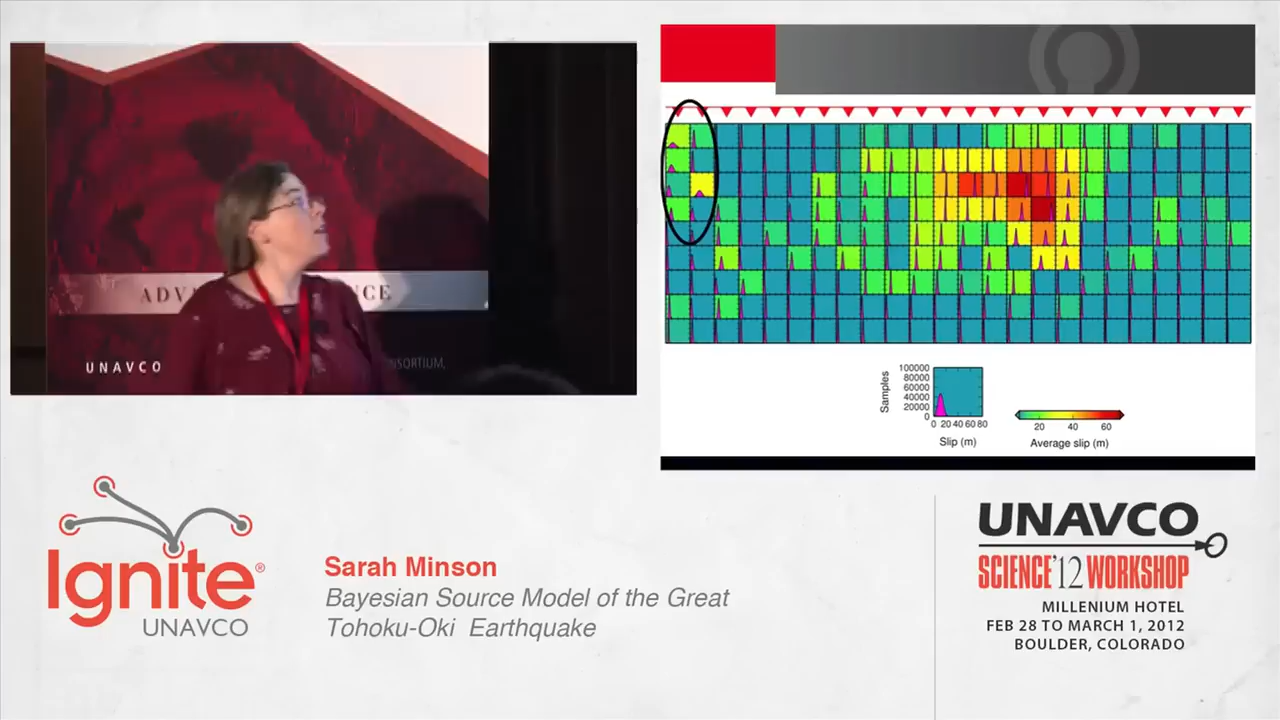 ADV
NCE
UNAVCO
NSORTIUM,
Samples
100000
80000
60000
40000
20000
0
0 20 40 60 80
Slip (m)
20 40 60
Average slip (m)
Ignite®
UNAVCO
Sarah Minson
Bayesian Source Model of the Great
Tohoku-Oki Earthquake
UNAVCO
SCIENCE'12 WORKSHOP
MILLENIUM HOTEL
FEB 28 TO MARCH 1, 2012
BOULDER, COLORADO